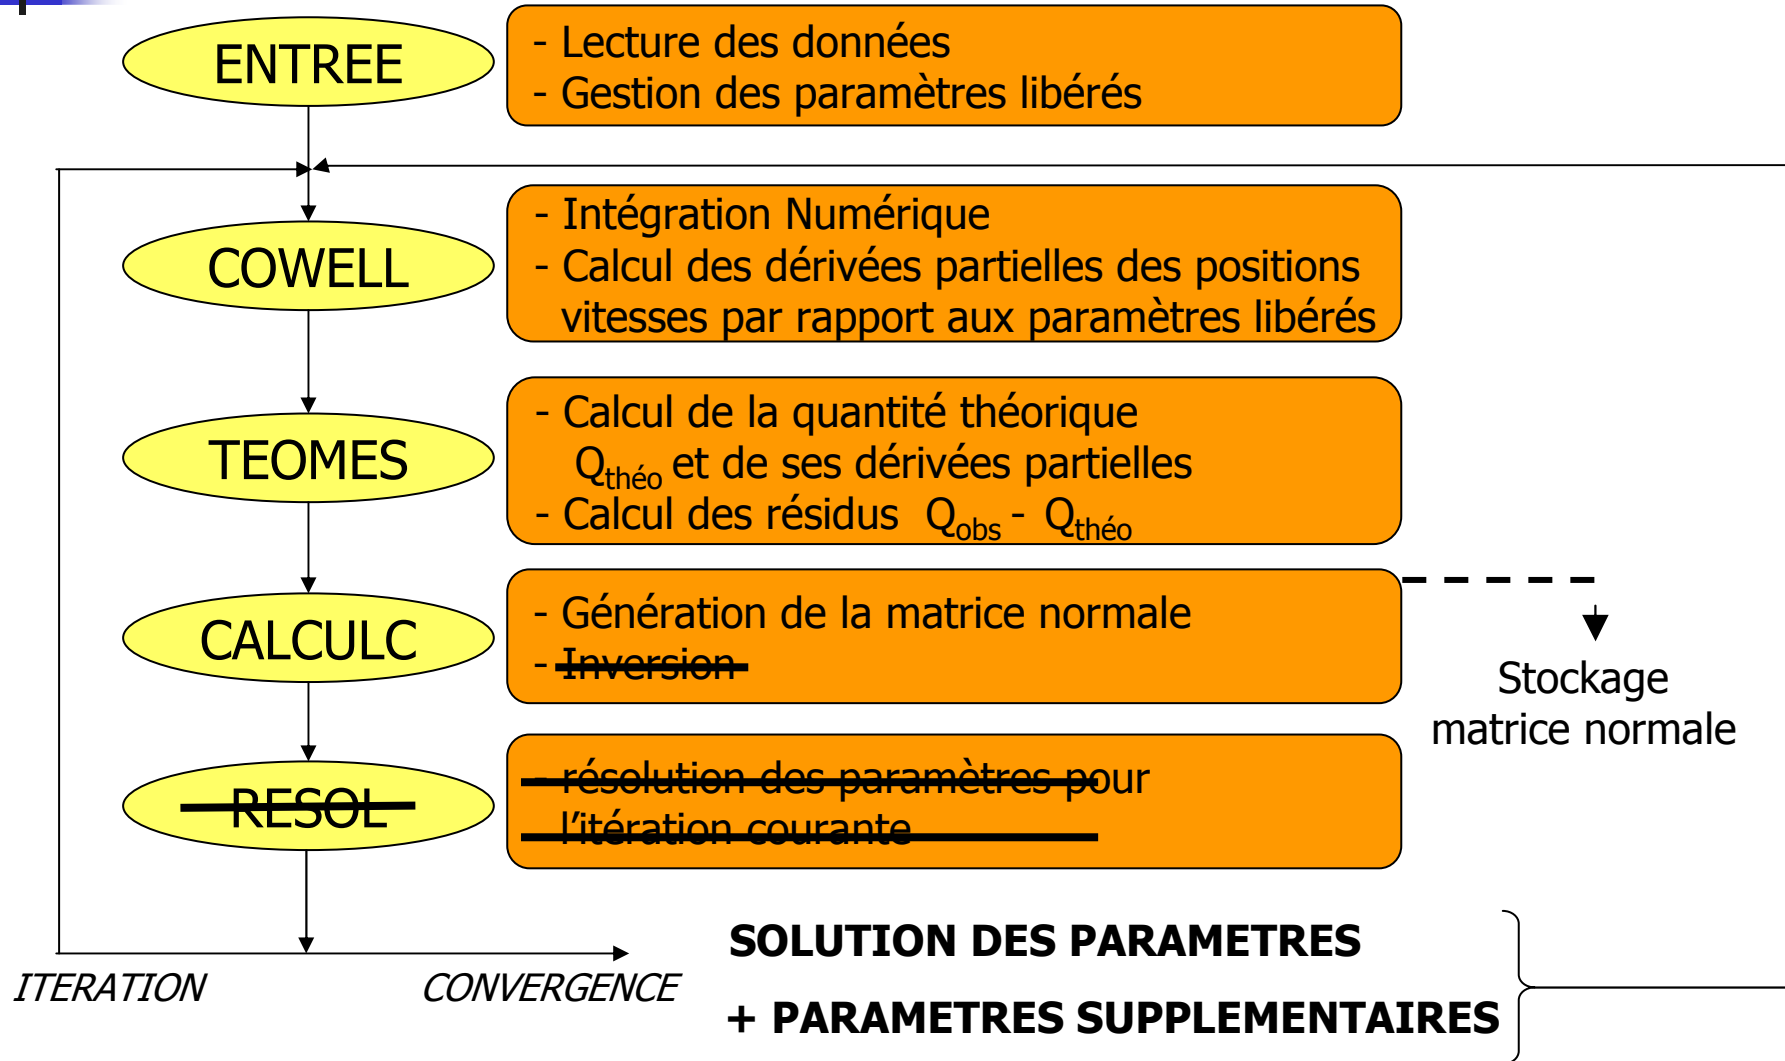 ENTREE
- Lecture des données
- Gestion des paramètres libérés
COWELL
- Intégration Numérique
- Calcul des dérivées partielles des positions
vitesses par rapport aux paramètres libérés
TEOMES
- Calcul de la quantité théorique
Qthéo et de ses dérivées partielles
- Calcul des résidus Qobs - Qthéo
CALCULC
- Génération de la matrice normale
- Inversion
Stockage
matrice normale
RESOL
- résolution des paramètres pour
l’itération courante
ITERATION
CONVERGENCE
SOLUTION DES PARAMETRES
+ PARAMETRES SUPPLEMENTAIRES